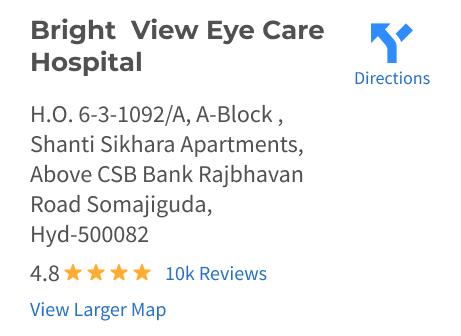 Bright View Eye Care
Hospital
Directions
H.O. 6-3-1092/A, A-Block ,
Shanti Sikhara Apartments,
Above CSB Bank Rajbhavan
Road Somajiguda,
Hyd-500082
4.8 ★★★★ 10k Reviews
View Larger Map